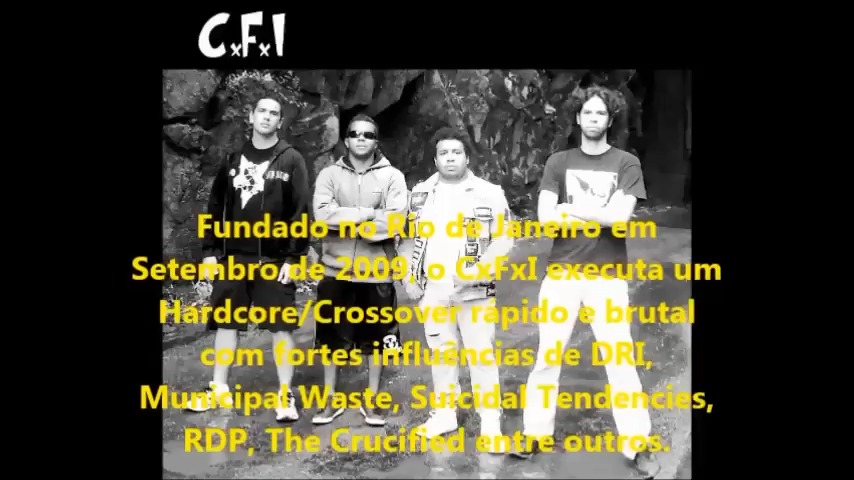 CxFxI
Fundado no Rio de Janeiro em
Setembro de 2009, o CxFxI executa um
Hardcore/Crossover rápido e brutal
com fortes influências de DRI,
Municipal Waste, Suicidal Tendencies,
RDP, The Crucified entre outros.